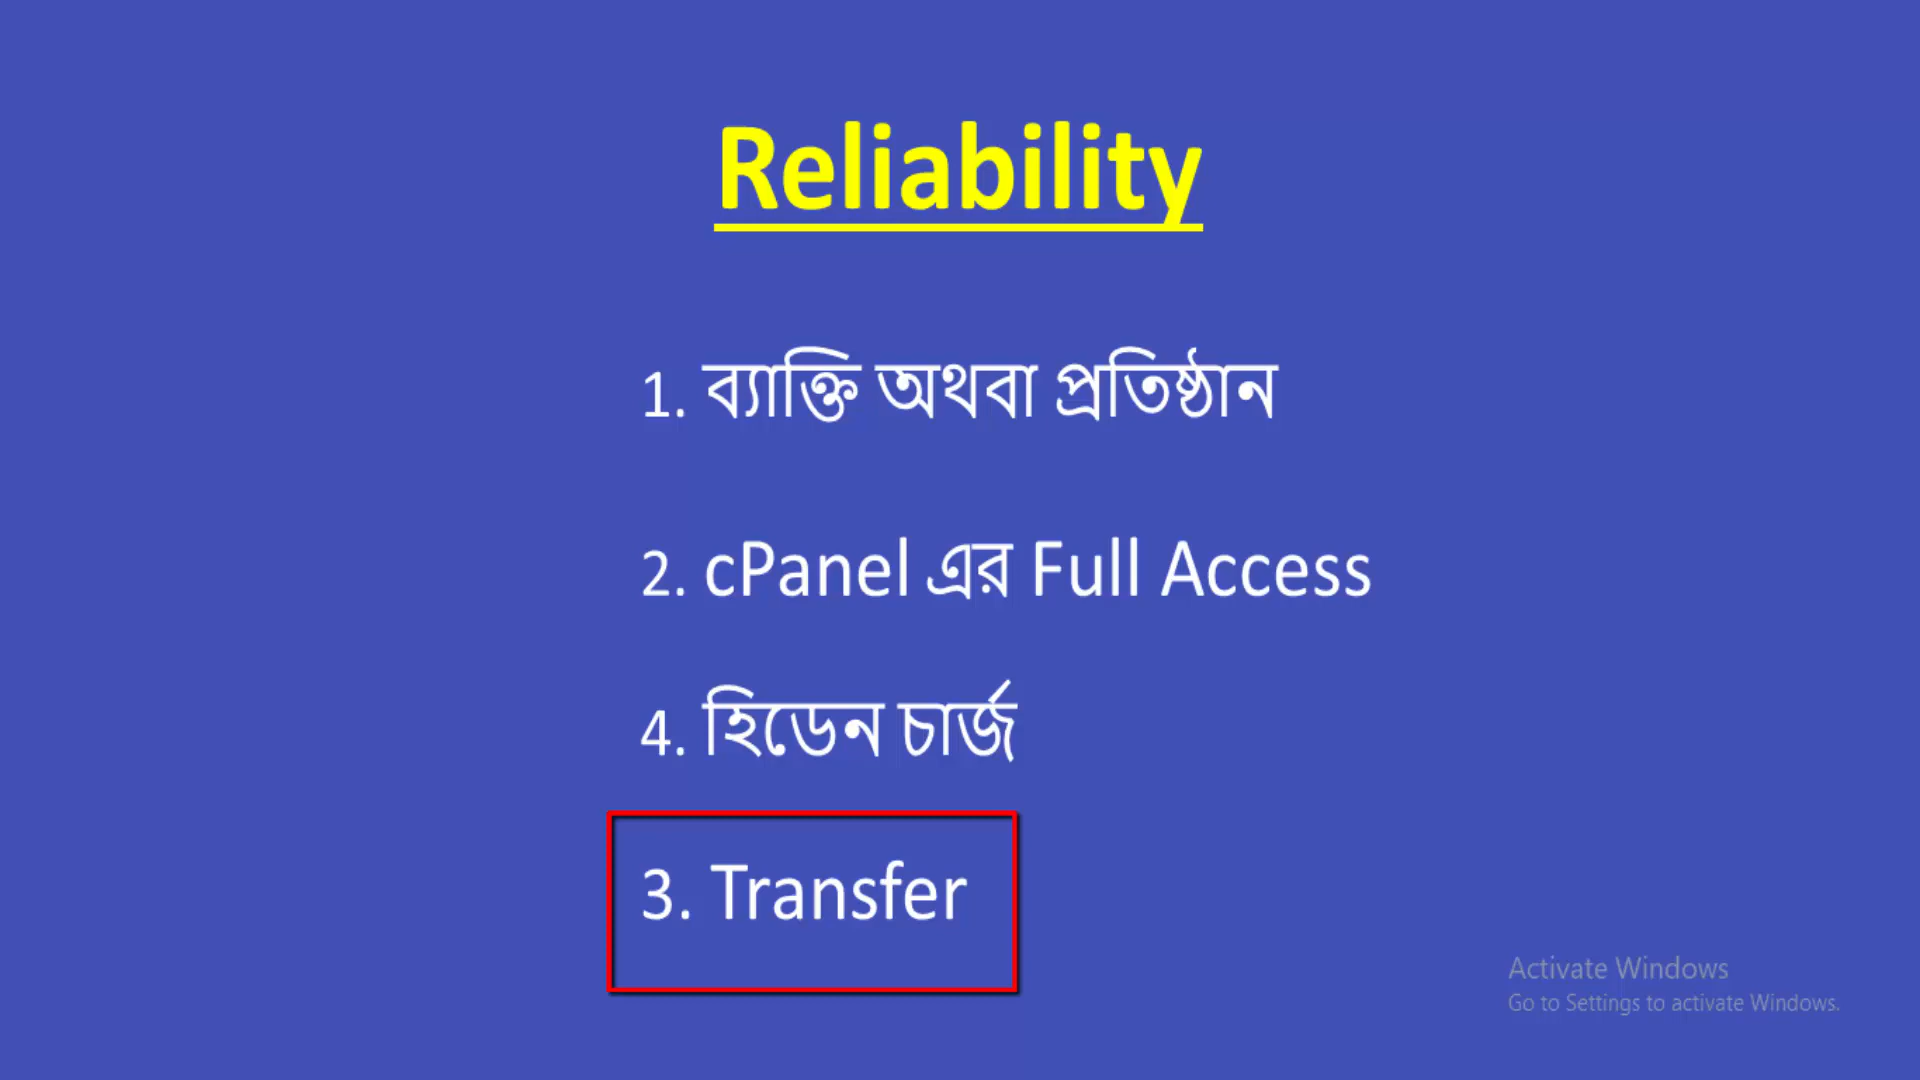 Reliability
1. ব্যাক্তি অথবা প্রতিষ্ঠান
2. cPanel এর Full Access
4. হিডেন চার্জ
3. Transfer
Activate Windows
Go to Settings to activate Windows.